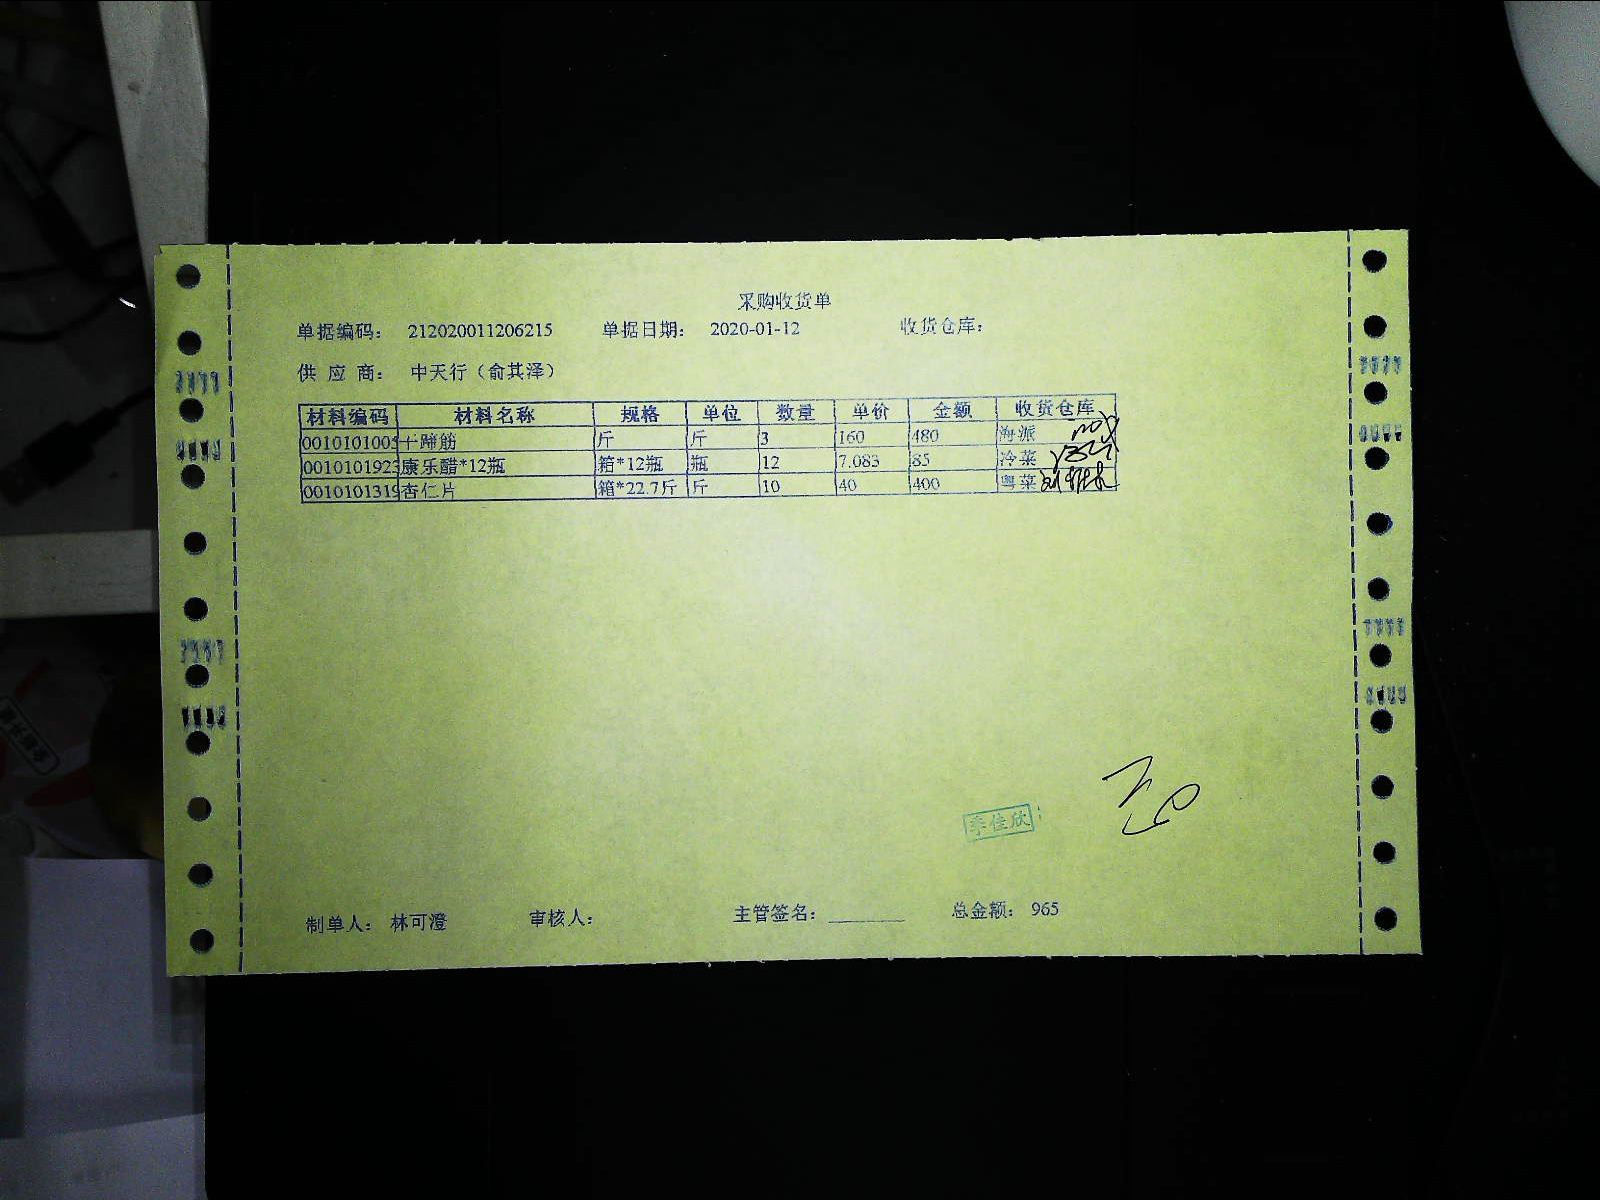 采购收货单
单据编码： 212020011206215 单据日期： 2020-01-12 收货仓库：
供 应 商： 中天行（俞其泽）
材料编码 材料名称 规格 单位 数量 单价 金额 收货仓库
0010101005 干蹄筋 斤 斤 3 160 480 海派
0010101923 康乐醋*12瓶 箱*12瓶 瓶 12 7.083 85 冷菜
0010101319 杏仁片 箱*22.7斤 斤 10 40 400 粤菜
李佳欣
制单人： 林可澄 审核人： 主管签名： 总金额： 965